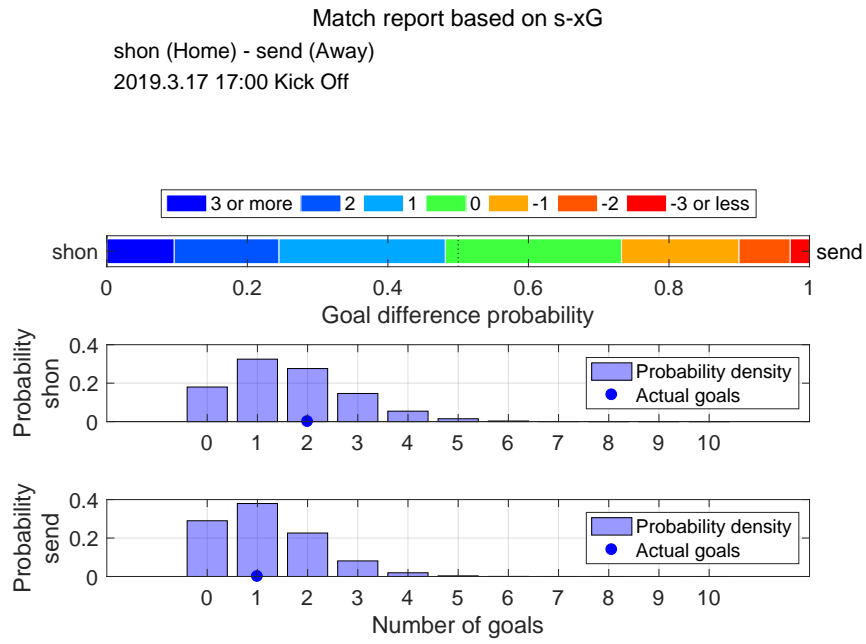 Match report based on s-xG
shon (Home) - send (Away)
2019.3.17 17:00 Kick Off
3 or more 2 1 0 -1 -2 -3 or less
shon send
0 0.2 0.4 0.6 0.8 1
Goal difference probability
Probability
shon
0.4
0.2
0
Probability density
Actual goals
0 1 2 3 4 5 6 7 8 9 10
Probability
send
0.4
0.2
0
Probability density
Actual goals
0 1 2 3 4 5 6 7 8 9 10
Number of goals